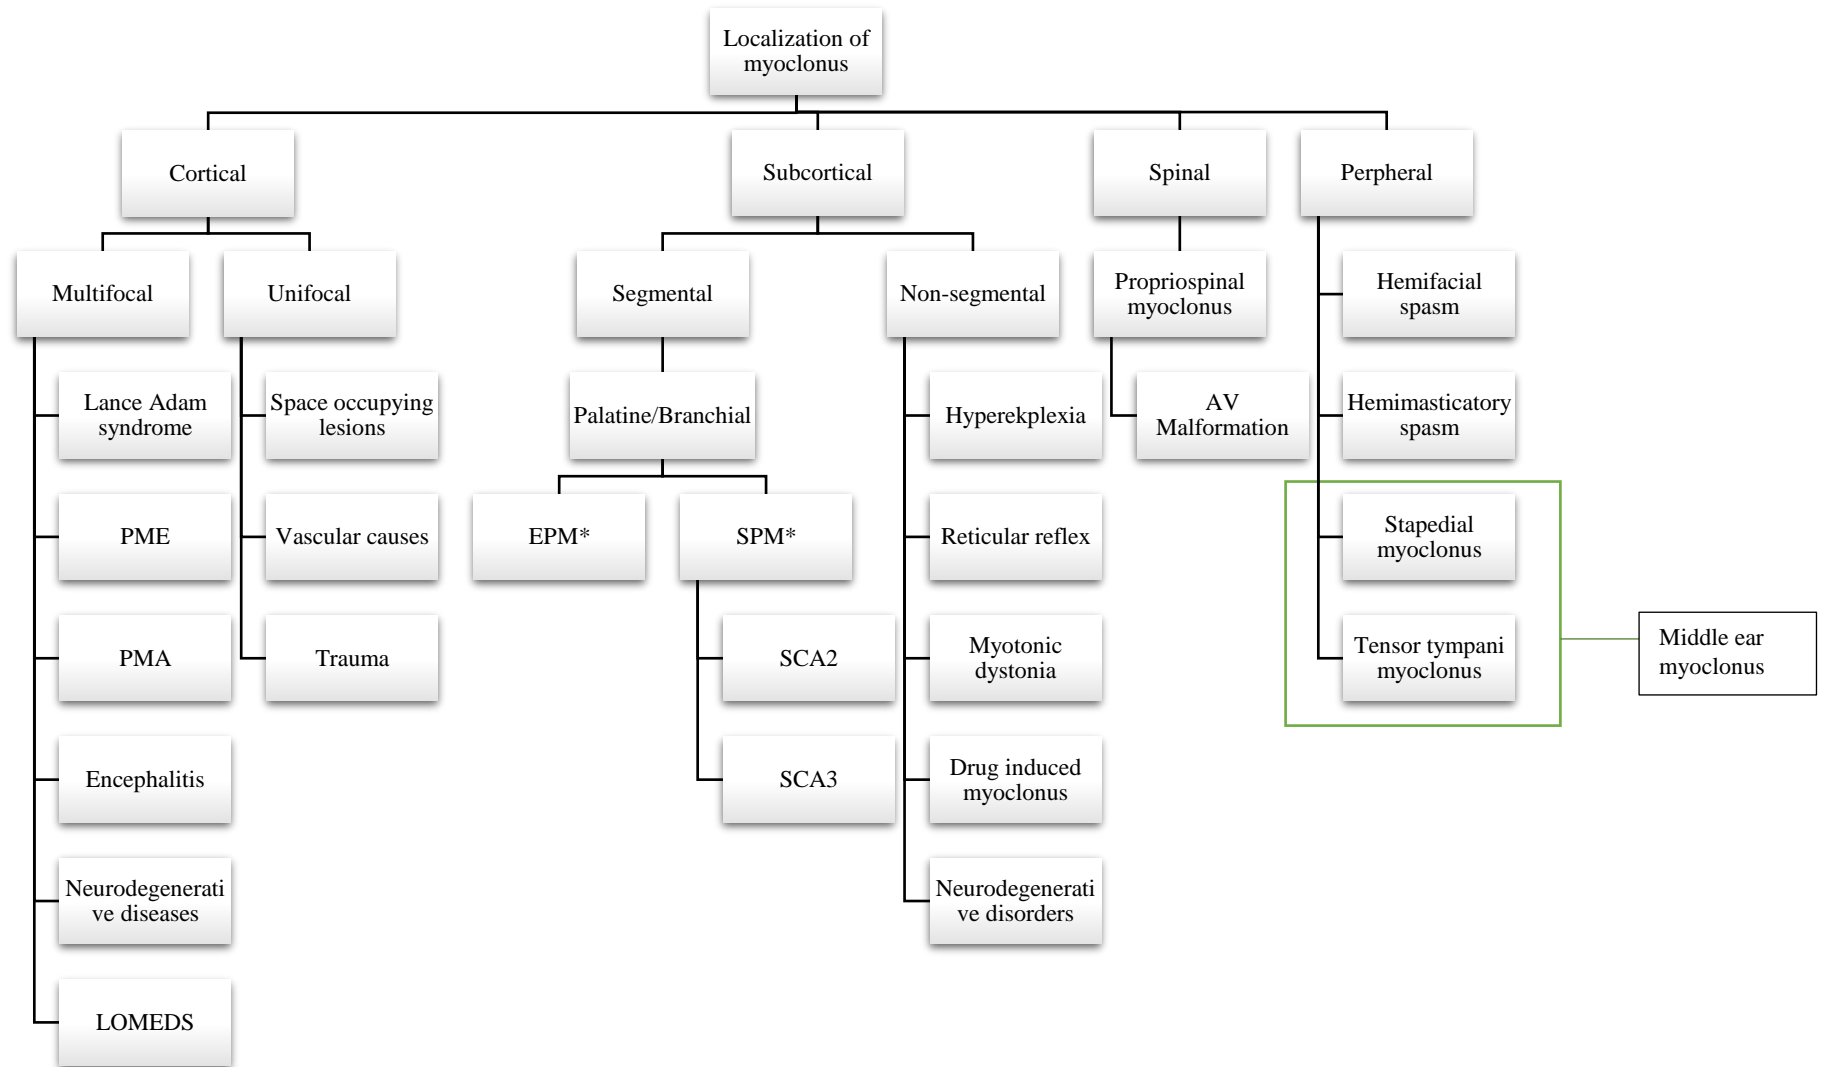 Localization of
myoclonus
Cortical
Subcortical
Spinal
Perpheral
Multifocal
Unifocal
Segmental
Non-segmental
Propriospinal
myoclonus
Hemifacial
spasm
Lance Adam
syndrome
Space occupying
lesions
Palatine/Branchial
Hyperekplexia
AV
Malformation
Hemimasticatory
spasm
PME
Vascular causes
EPM*
SPM*
Reticular reflex
Stapedial
myoclonus
PMA
Trauma
SCA2
Myotonic
dystonia
Tensor tympani
myoclonus
Middle ear
myoclonus
Encephalitis
SCA3
Drug induced
myoclonus
Neurodegenerati
ve diseases
Neurodegenerati
ve disorders
LOMEDS